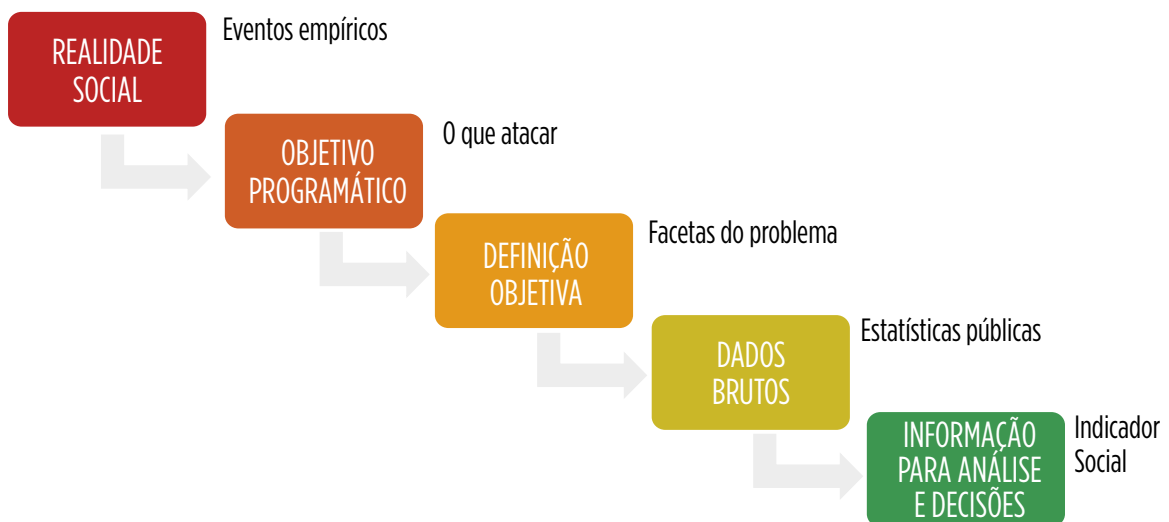 REALIDADE
SOCIAL
Eventos empíricos
OBJETIVO
PROGRAMÁTICO
O que atacar
DEFINIÇÃO
OBJETIVA
Facetas do problema
DADOS
BRUTOS
Estatísticas públicas
INFORMAÇÃO
PARA ANÁLISE
E DECISÕES
Indicador
Social